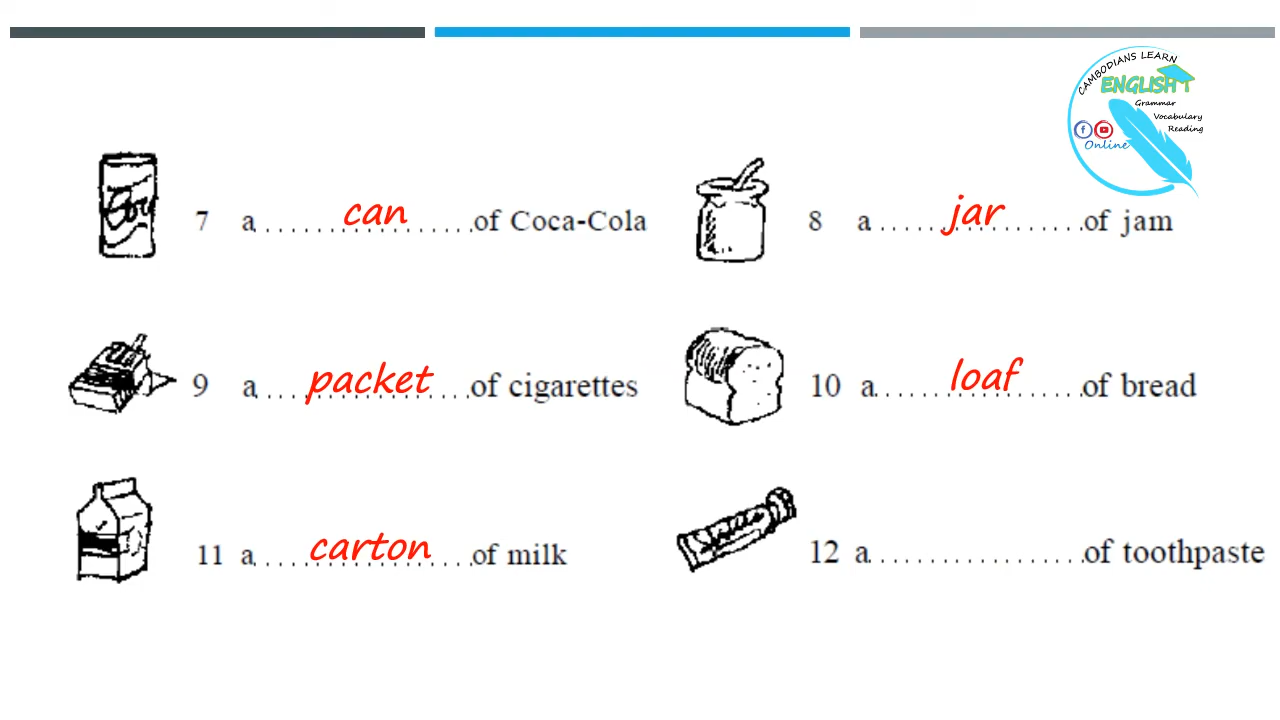 CAMBODIANS LEARN
ENGLISH
Grammar
Vocabulary
Reading
Online
7 a can of Coca-Cola
8 a jar of jam
9 a packet of cigarettes
10 a loaf of bread
11 a carton of milk
12 a .................. of toothpaste